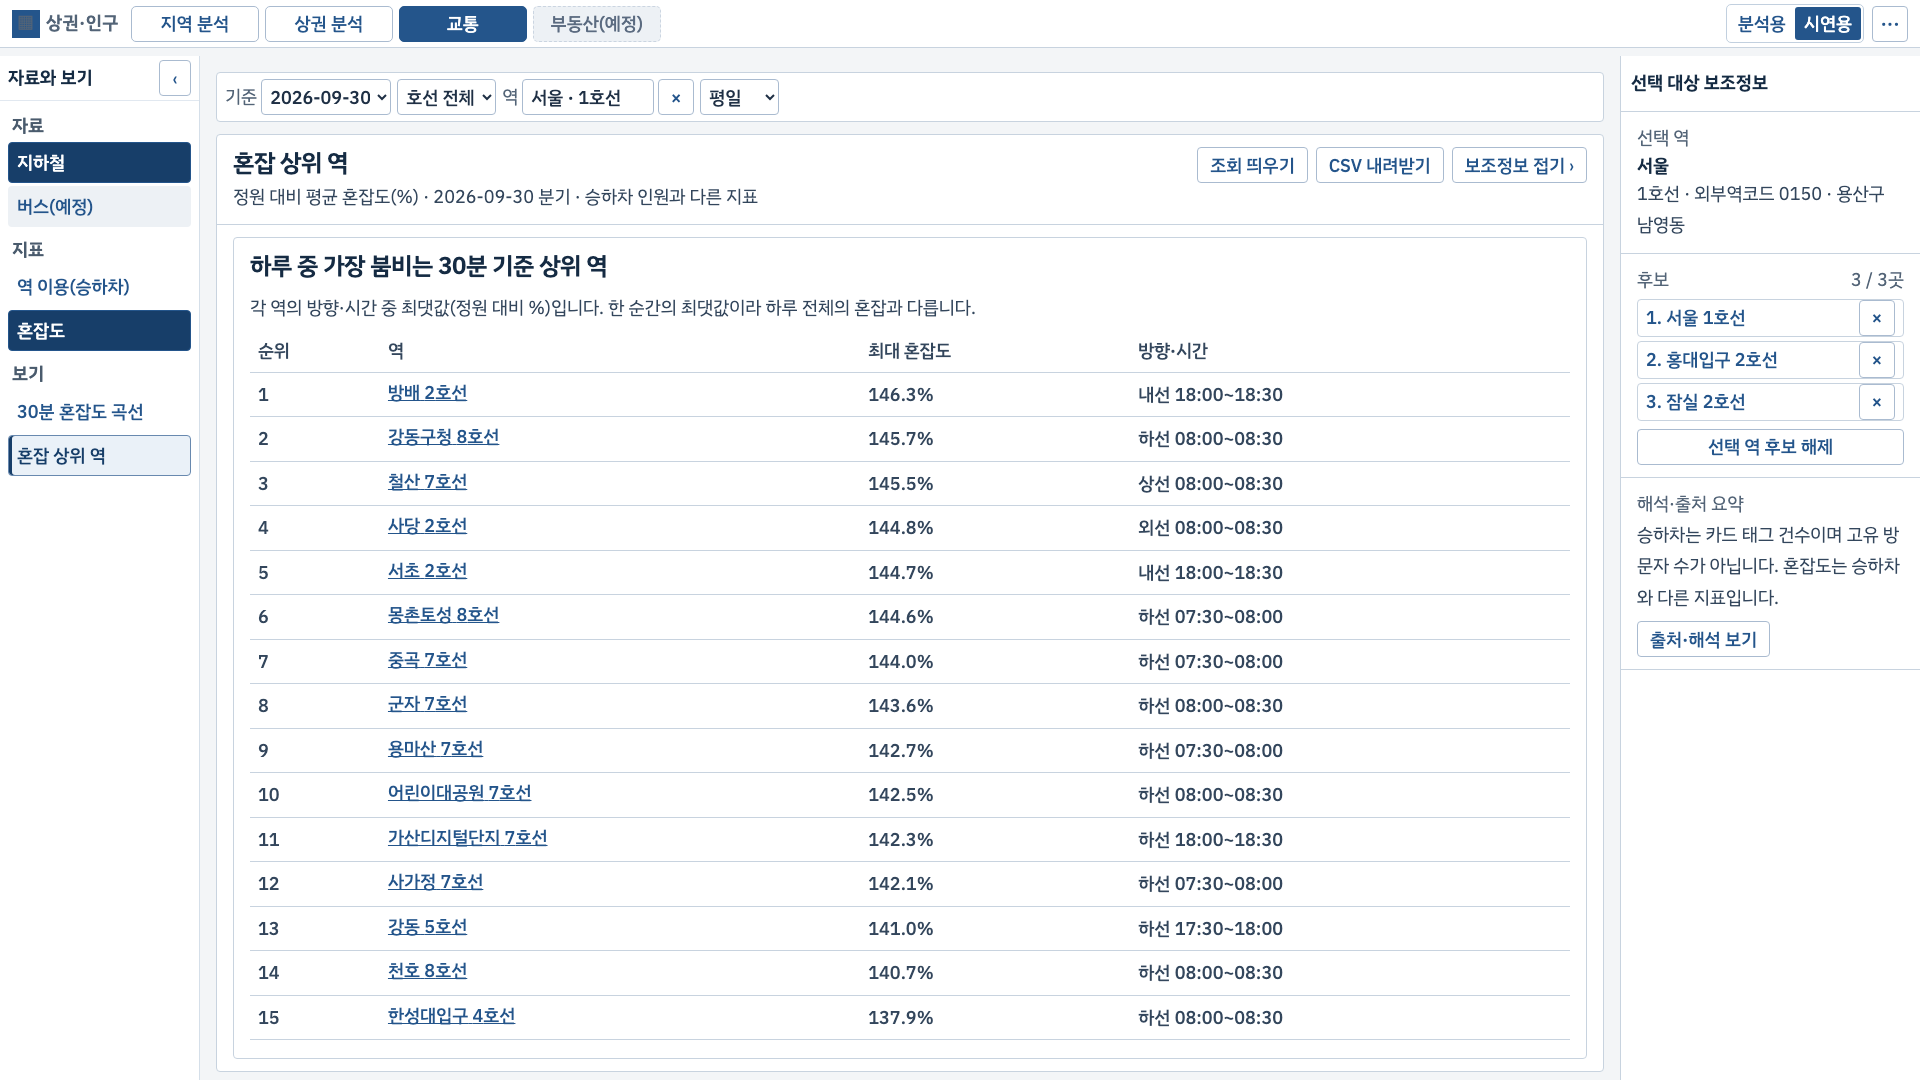 상권·인구
지역 분석
상권 분석
교통
부동산(예정)
분석용
시연용
···
자료와 보기
‹
자료
지하철
버스(예정)
지표
역 이용(승하차)
혼잡도
보기
30분 혼잡도 곡선
혼잡 상위 역
기준 2026-09-30 호선 전체 역 서울 · 1호선 × 평일
혼잡 상위 역
정원 대비 평균 혼잡도(%) · 2026-09-30 분기 · 승하차 인원과 다른 지표
조회 띄우기
CSV 내려받기
보조정보 접기 ›
하루 중 가장 붐비는 30분 기준 상위 역
각 역의 방향·시간 중 최댓값(정원 대비 %)입니다. 한 순간의 최댓값이라 하루 전체의 혼잡과 다릅니다.
순위 역 최대 혼잡도 방향·시간
1 방배 2호선 146.3% 내선 18:00~18:30
2 강동구청 8호선 145.7% 하선 08:00~08:30
3 철산 7호선 145.5% 상선 08:00~08:30
4 사당 2호선 144.8% 외선 08:00~08:30
5 서초 2호선 144.7% 내선 18:00~18:30
6 몽촌토성 8호선 144.6% 하선 07:30~08:00
7 중곡 7호선 144.0% 하선 07:30~08:00
8 군자 7호선 143.6% 하선 08:00~08:30
9 용마산 7호선 142.7% 하선 07:30~08:00
10 어린이대공원 7호선 142.5% 하선 08:00~08:30
11 가산디지털단지 7호선 142.3% 하선 18:00~18:30
12 사가정 7호선 142.1% 하선 07:30~08:00
13 강동 5호선 141.0% 하선 17:30~18:00
14 천호 8호선 140.7% 하선 08:00~08:30
15 한성대입구 4호선 137.9% 하선 08:00~08:30
선택 대상 보조정보
선택 역
서울
1호선 · 외부역코드 0150 · 용산구
남영동
후보 3 / 3곳
1. 서울 1호선 ×
2. 홍대입구 2호선 ×
3. 잠실 2호선 ×
선택 역 후보 해제
해석·출처 요약
승하차는 카드 태그 건수이며 고유 방
문자 수가 아닙니다. 혼잡도는 승하차
와 다른 지표입니다.
출처·해석 보기